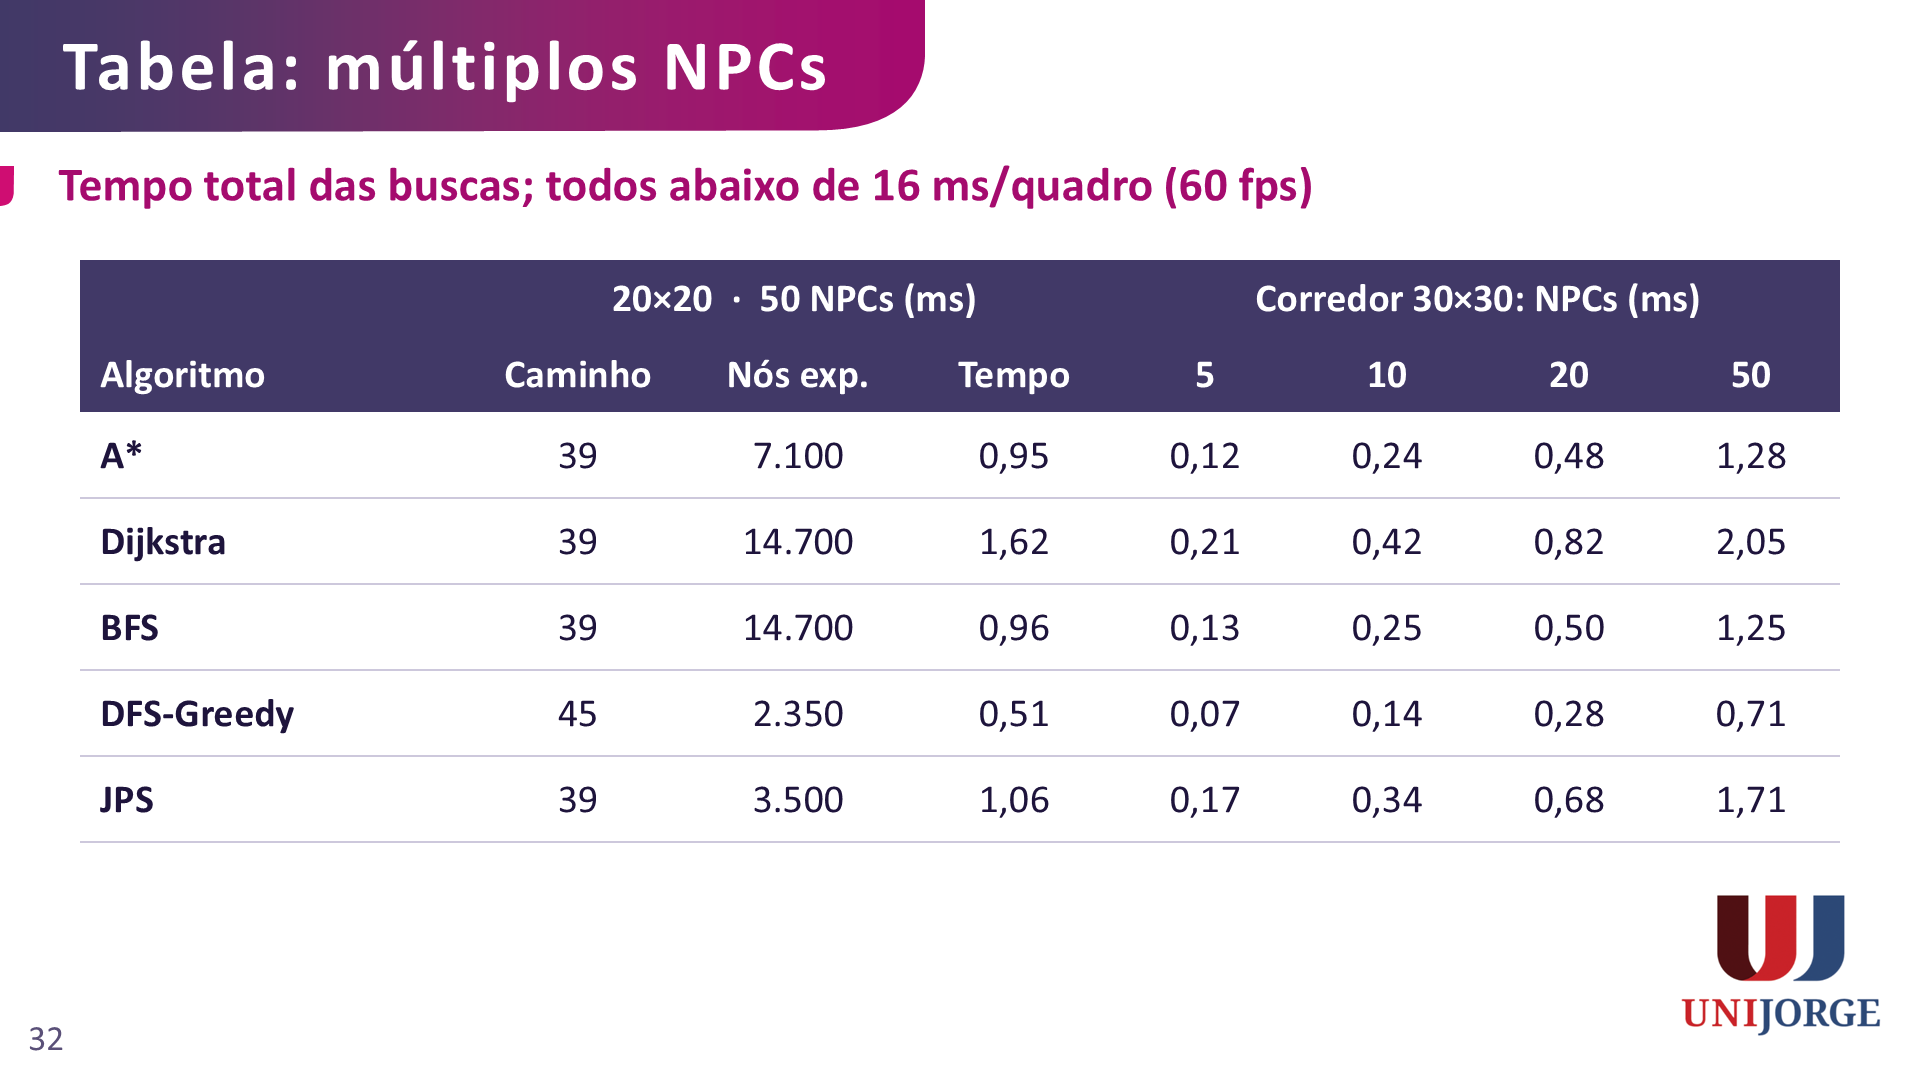 Tabela: múltiplos NPCs
Tempo total das buscas; todos abaixo de 16 ms/quadro (60 fps)
20×20 · 50 NPCs (ms) Corredor 30×30: NPCs (ms)
Algoritmo Caminho Nós exp. Tempo 5 10 20 50
A* 39 7.100 0,95 0,12 0,24 0,48 1,28
Dijkstra 39 14.700 1,62 0,21 0,42 0,82 2,05
BFS 39 14.700 0,96 0,13 0,25 0,50 1,25
DFS-Greedy 45 2.350 0,51 0,07 0,14 0,28 0,71
JPS 39 3.500 1,06 0,17 0,34 0,68 1,71
UNIJORGE
32